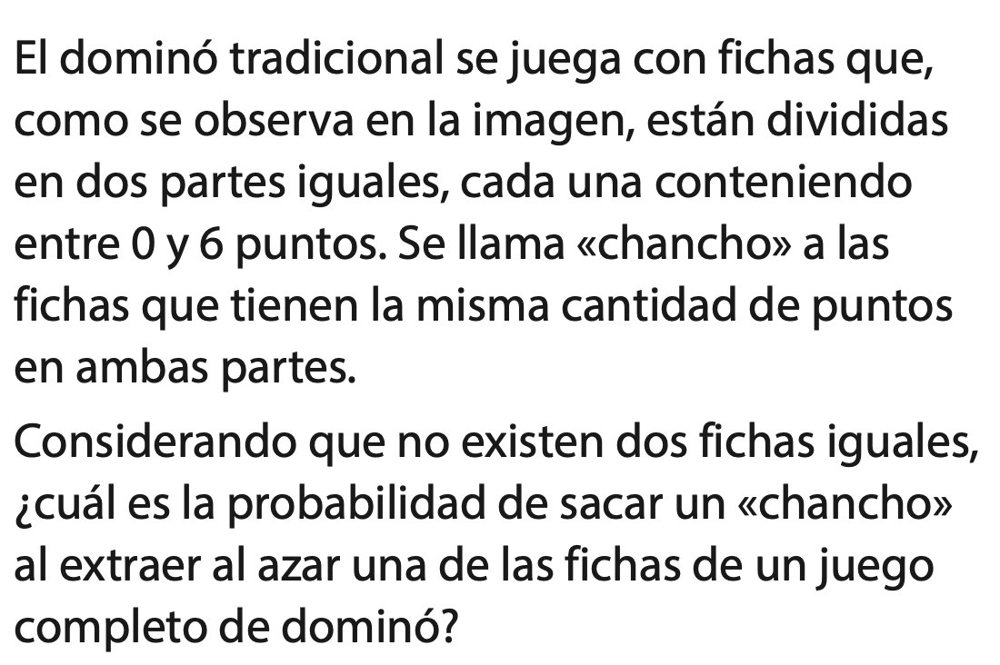 El dominó tradicional se juega con fichas que,
como se observa en la imagen, están divididas
en dos partes iguales, cada una conteniendo
entre 0 y 6 puntos. Se llama «chancho» a las
fichas que tienen la misma cantidad de puntos
en ambas partes.
Considerando que no existen dos fichas iguales,
¿cuál es la probabilidad de sacar un «chancho»
al extraer al azar una de las fichas de un juego
completo de dominó?